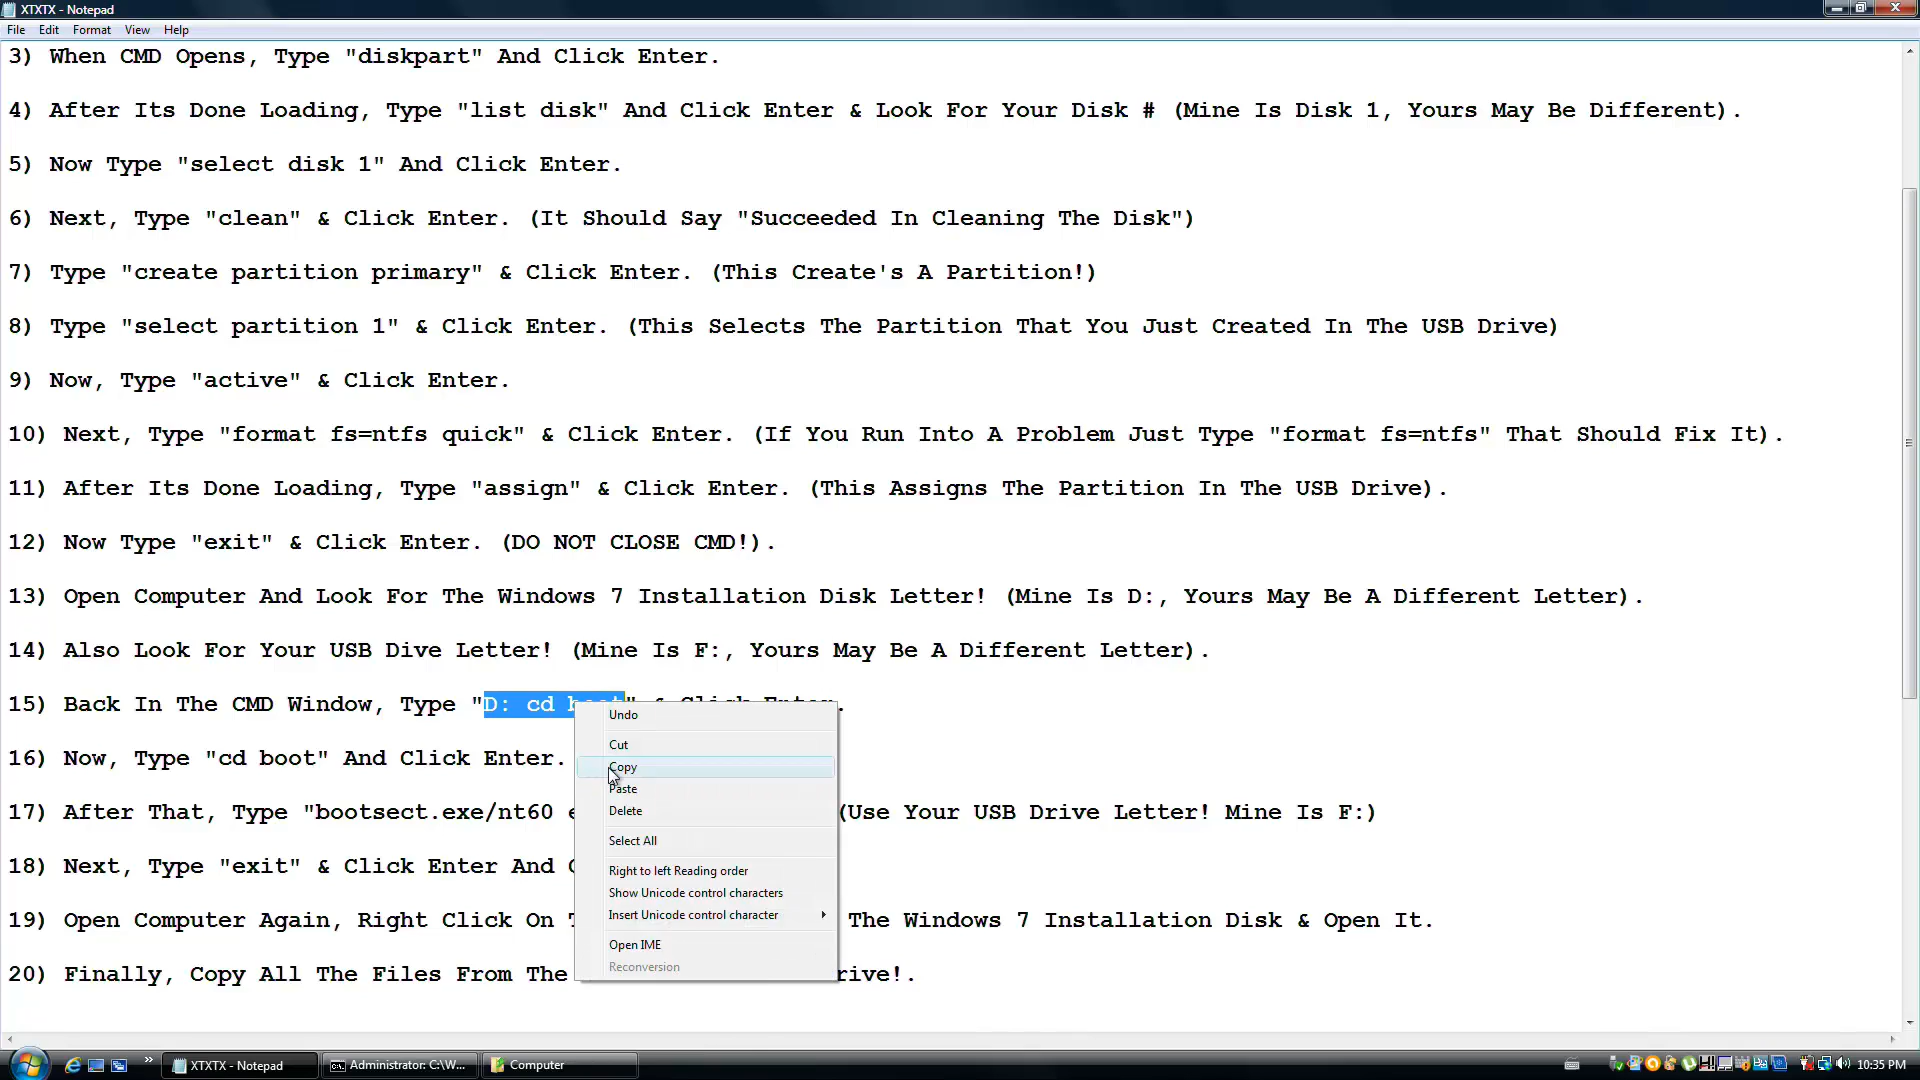 XTXTX - Notepad
File Edit Format View Help
3) When CMD Opens, Type "diskpart" And Click Enter.
4) After Its Done Loading, Type "list disk" And Click Enter & Look For Your Disk # (Mine Is Disk 1, Yours May Be Different).
5) Now Type "select disk 1" And Click Enter.
6) Next, Type "clean" & Click Enter. (It Should Say "Succeeded In Cleaning The Disk")
7) Type "create partition primary" & Click Enter. (This Create's A Partition!)
8) Type "select partition 1" & Click Enter. (This Selects The Partition That You Just Created In The USB Drive)
9) Now, Type "active" & Click Enter.
10) Next, Type "format fs=ntfs quick" & Click Enter. (If You Run Into A Problem Just Type "format fs=ntfs" That Should Fix It).
11) After Its Done Loading, Type "assign" & Click Enter. (This Assigns The Partition In The USB Drive).
12) Now Type "exit" & Click Enter. (DO NOT CLOSE CMD!).
13) Open Computer And Look For The Windows 7 Installation Disk Letter! (Mine Is D:, Yours May Be A Different Letter).
14) Also Look For Your USB Dive Letter! (Mine Is F:, Yours May Be A Different Letter).
15) Back In The CMD Window, Type "D: cd boot" & Click Enter.
16) Now, Type "cd boot" And Click Enter.
17) After That, Type "bootsect.exe/nt60 (Use Your USB Drive Letter! Mine Is F:)
18) Next, Type "exit" & Click Enter And
19) Open Computer Again, Right Click On The Windows 7 Installation Disk & Open It.
20) Finally, Copy All The Files From The rive!.
Undo
Cut
Copy
Paste
Delete
Select All
Right to left Reading order
Show Unicode control characters
Insert Unicode control character
Open IME
Reconversion
XTXTX - Notepad
Administrator: C:\W...
Computer
10:35 PM